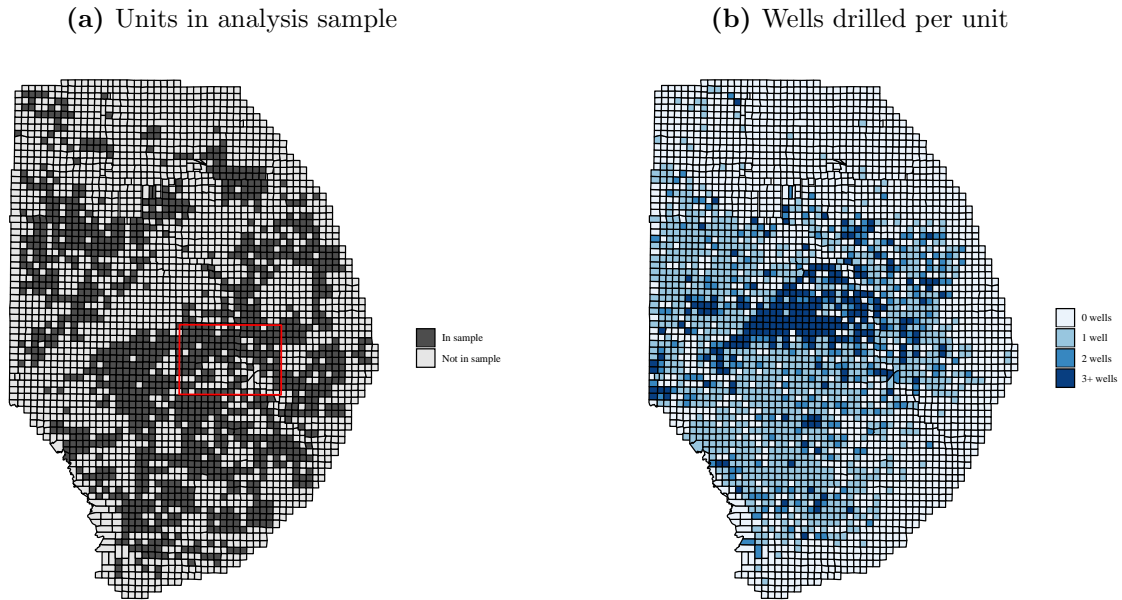 (a) Units in analysis sample
(b) Wells drilled per unit
In sample
Not in sample
0 wells
1 well
2 wells
3+ wells